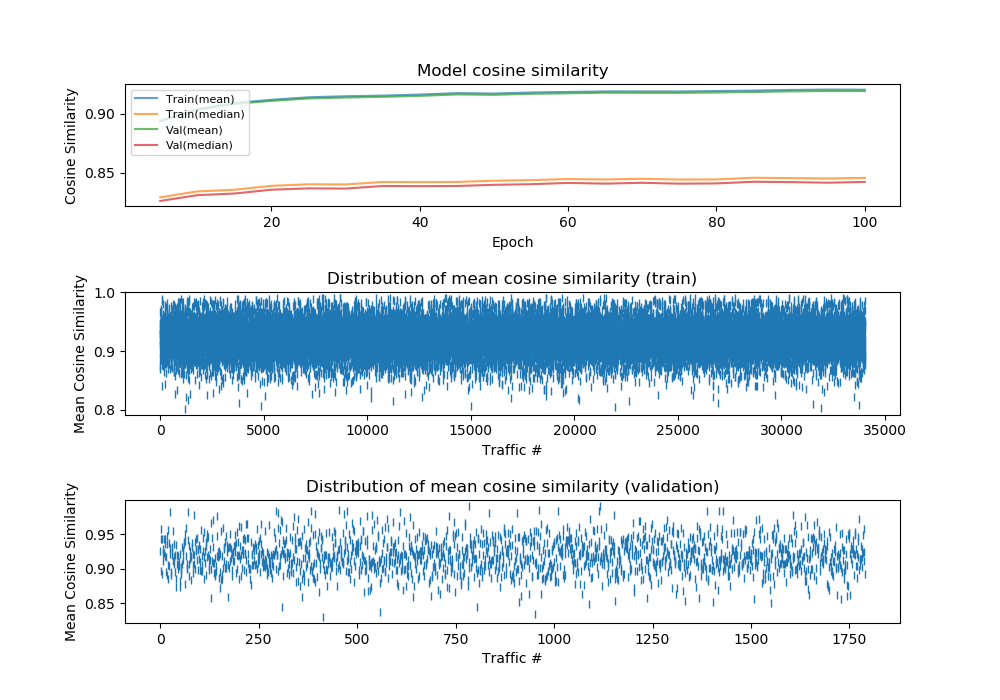 Model cosine similarity
Cosine Similarity
0.90
0.85
Train(mean)
Train(median)
Val(mean)
Val(median)
20 40 60 80 100
Epoch
Distribution of mean cosine similarity (train)
Mean Cosine Similarity
1.0
0.9
0.8
0 5000 10000 15000 20000 25000 30000 35000
Traffic #
Distribution of mean cosine similarity (validation)
Mean Cosine Similarity
0.95
0.90
0.85
0 250 500 750 1000 1250 1500 1750
Traffic #